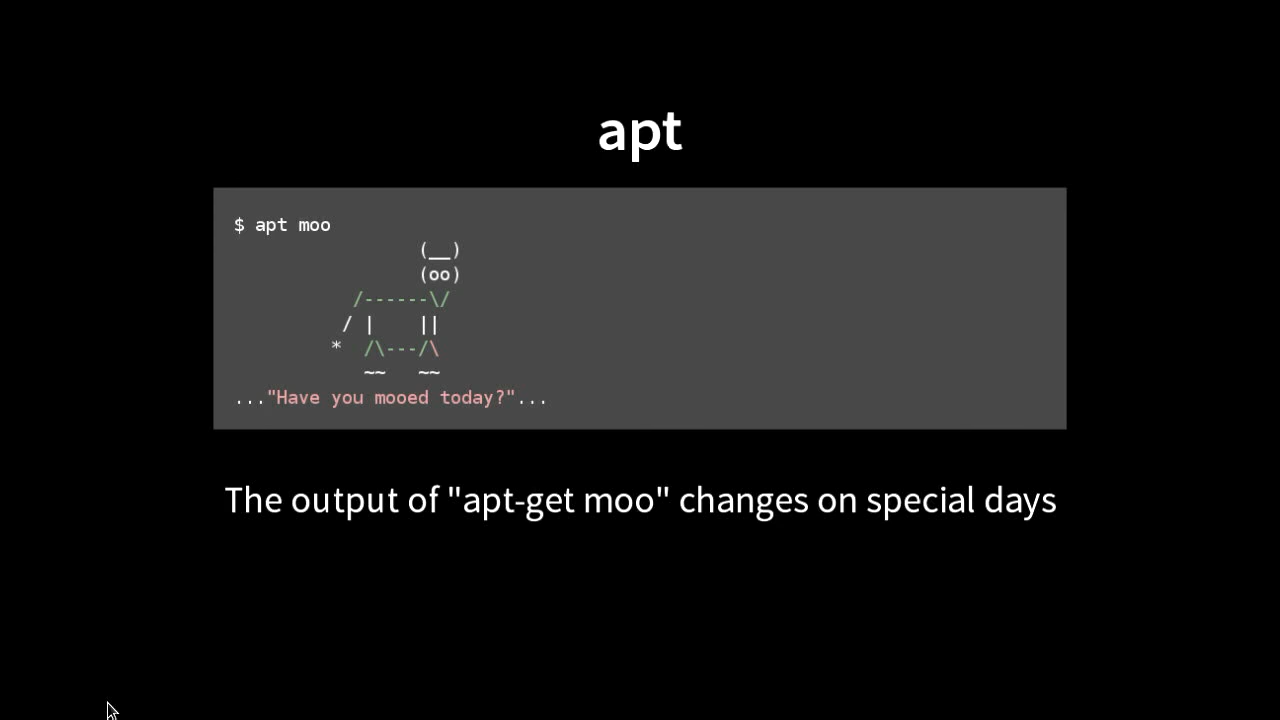 apt
$ apt moo
                 (__)
                 (oo)
           /------\/
          / |    ||
         *  /\---/\
            ~~   ~~
..."Have you mooed today?"...
The output of "apt-get moo" changes on special days